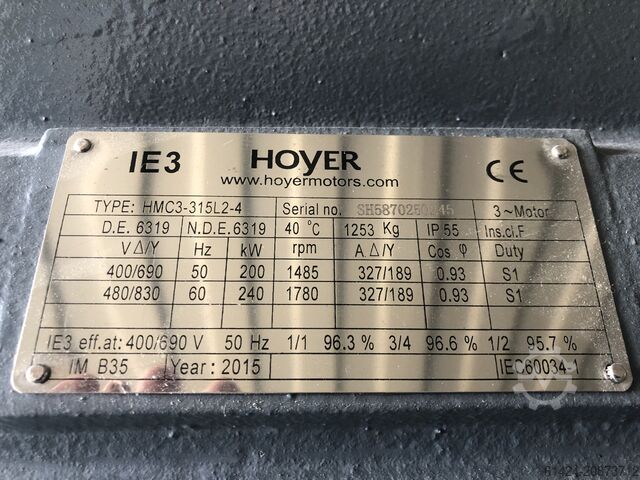 IE3 HOYER CE
www.hoyermotors.com
TYPE: HMC3-315L2-4 Serial no. 3~Motor
D.E. 6319 N.D.E. 6319 40 °C 1253 Kg IP 55 Ins.cl.F
V Δ/Y Hz kW rpm A Δ/Y Cos φ Duty
400/690 50 200 1485 327/189 0.93 S1
480/830 60 240 1780 327/189 0.93 S1
IE3 eff.at: 400/690 V 50 Hz 1/1 96.3 % 3/4 96.6 % 1/2 95.7 %
IM B35 Year: 2015 IEC60034-1